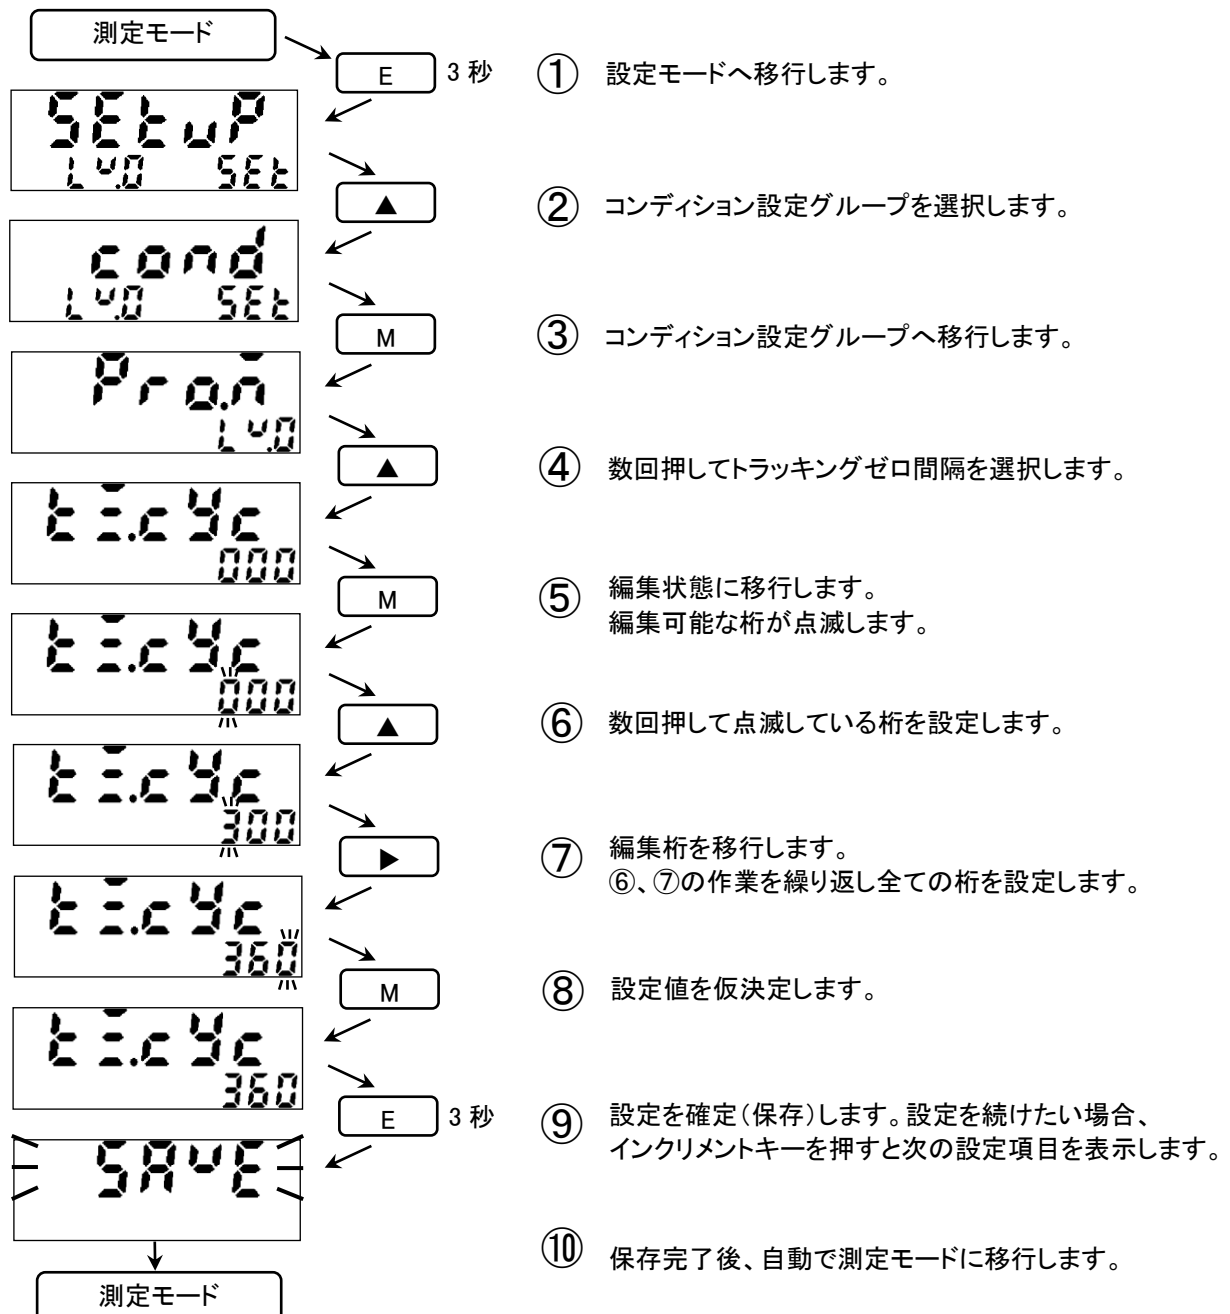 測定モード
E 3 秒 ① 設定モードへ移行します。
SEtuP
Lv.0 SEt
▲ ② コンディション設定グループを選択します。
cond
Lv.0 SEt
M ③ コンディション設定グループへ移行します。
Pro.n
Lv.0
▲ ④ 数回押してトラッキングゼロ間隔を選択します。
000
M ⑤ 編集状態に移行します。
編集可能な桁が点滅します。
000
▲ ⑥ 数回押して点滅している桁を設定します。
300
▶ ⑦ 編集桁を移行します。
⑥、⑦の作業を繰り返し全ての桁を設定します。
360
M ⑧ 設定値を仮決定します。
360
E 3 秒 ⑨ 設定を確定(保存)します。設定を続けたい場合、
インクリメントキーを押すと次の設定項目を表示します。
SAvE
⑩ 保存完了後、自動で測定モードに移行します。
測定モード